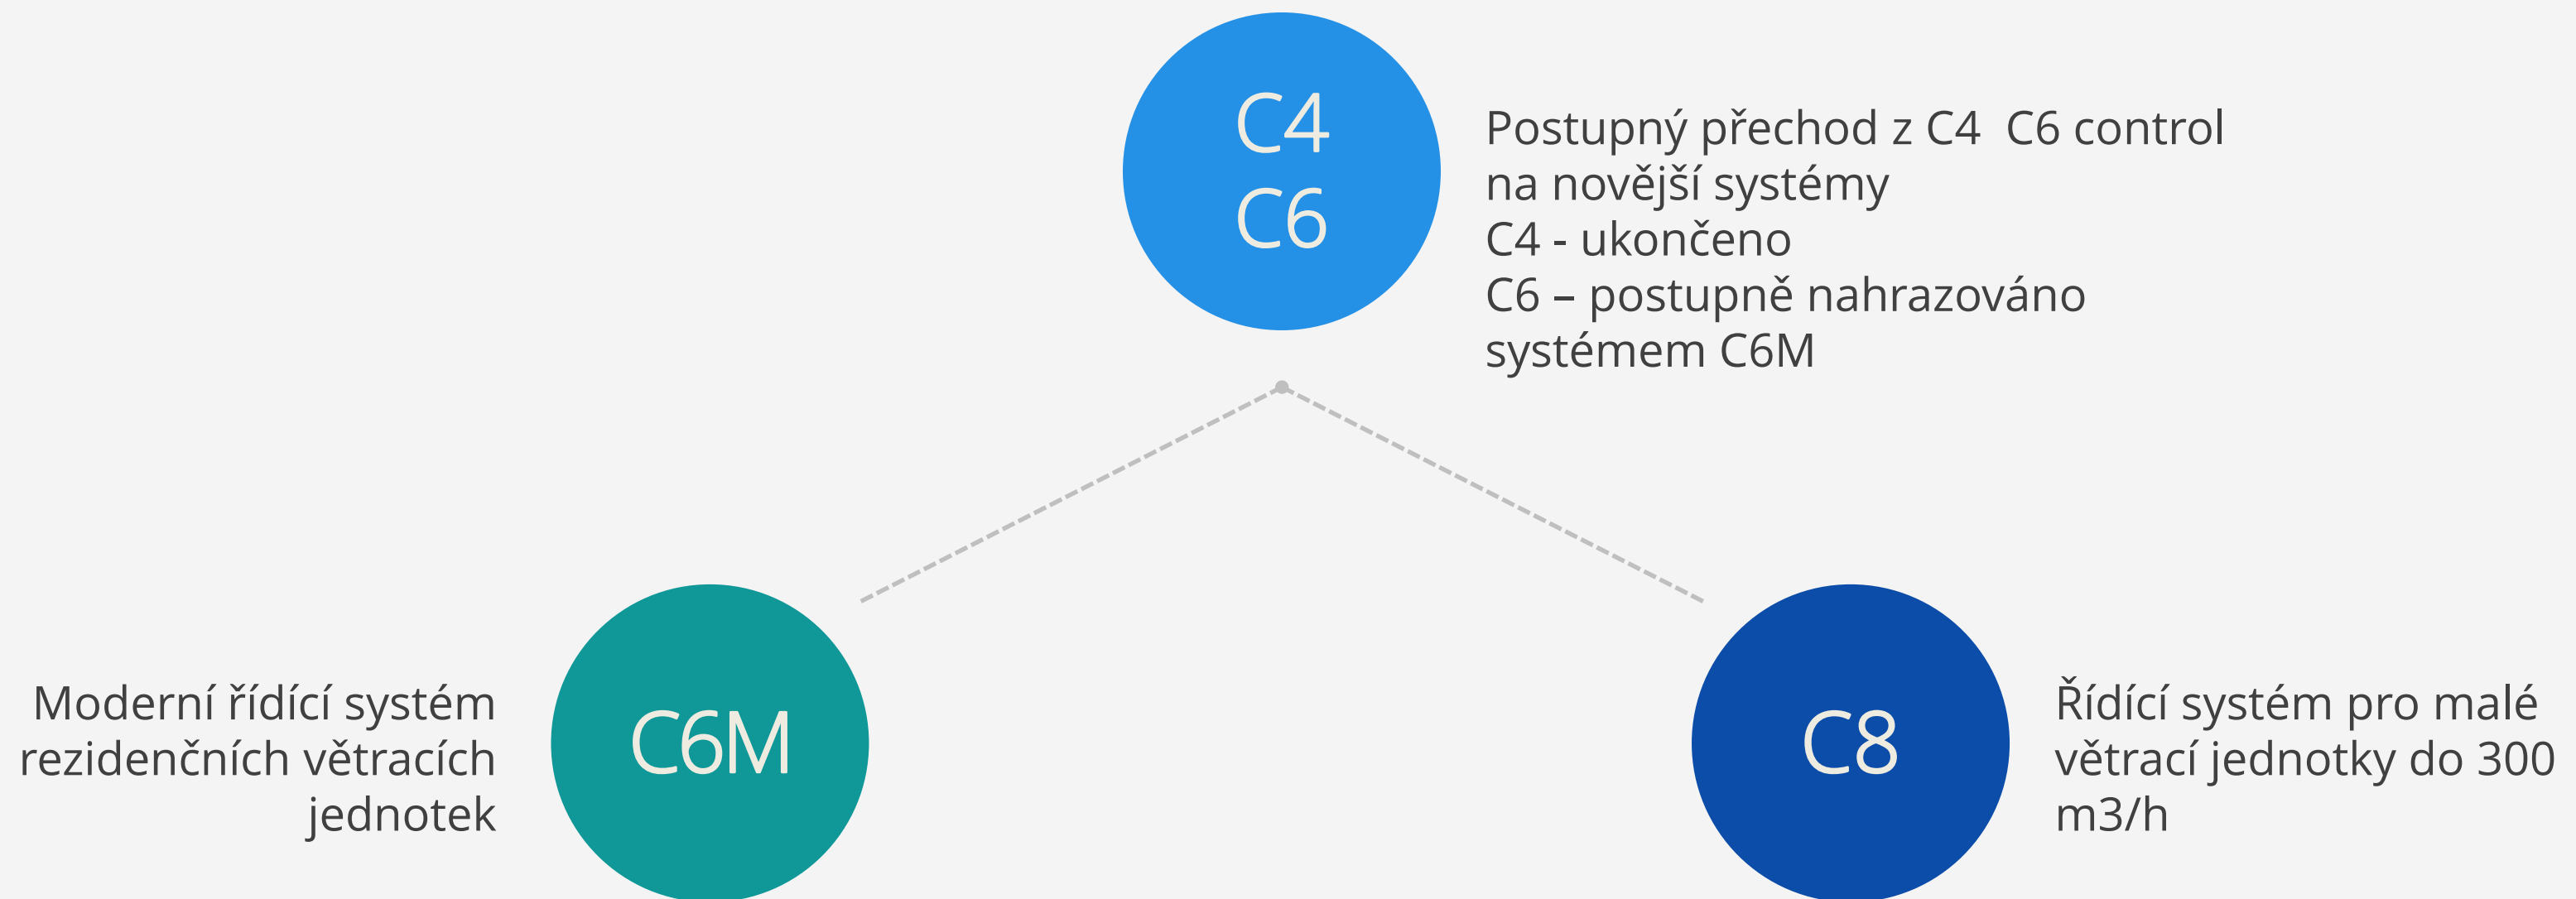 C4
C6
Postupný přechod z C4  C6 control
na novější systémy
C4 - ukončeno
C6 – postupně nahrazováno
systémem C6M
Moderní řídící systém
rezidenčních větracích
jednotek
C6M
C8
Řídící systém pro malé
větrací jednotky do 300
m3/h